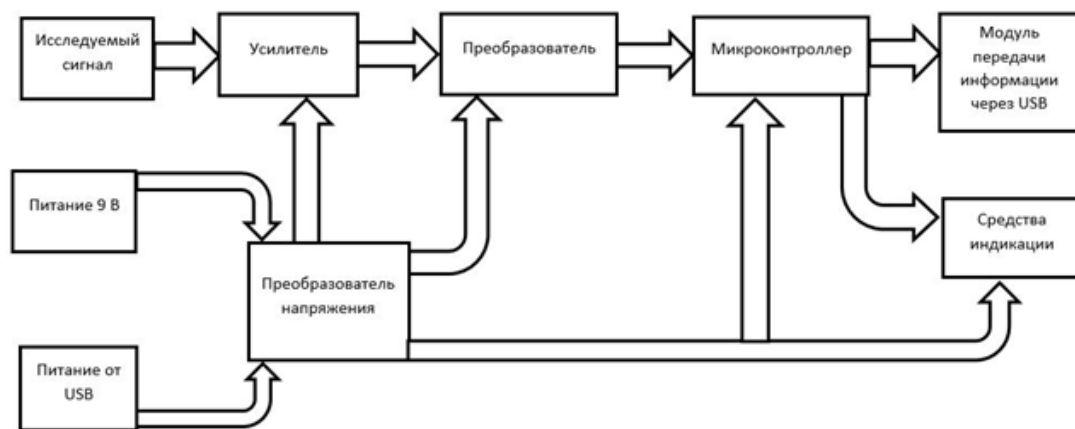 Исследуемый
сигнал
Усилитель
Преобразователь
Микроконтроллер
Модуль
передачи
информации
через USB
Питание 9 В
Средства
индикации
Преобразователь
напряжения
Питание от
USB